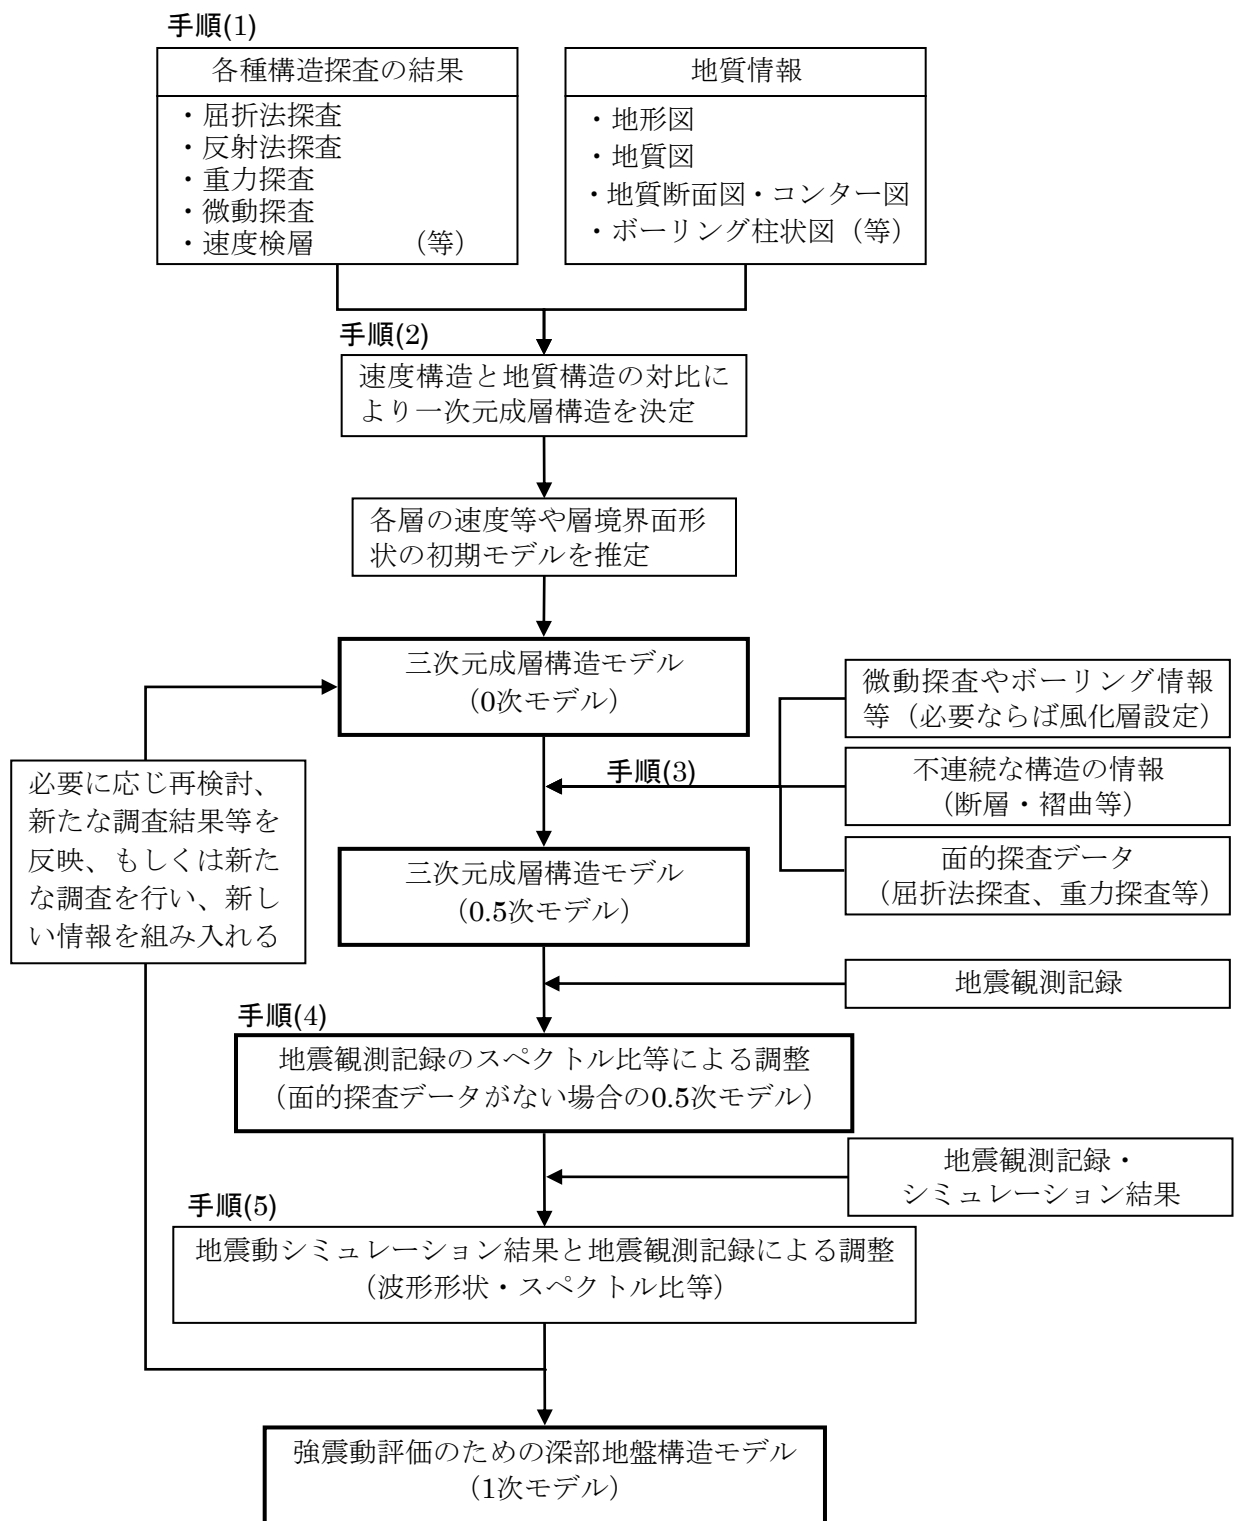 手順(1)
各種構造探査の結果
・屈折法探査
・反射法探査
・重力探査
・微動探査
・速度検層　　　　（等）
地質情報
・地形図
・地質図
・地質断面図・コンター図
・ボーリング柱状図（等）
手順(2)
速度構造と地質構造の対比に
より一次元成層構造を決定
各層の速度等や層境界面形
状の初期モデルを推定
三次元成層構造モデル
（0次モデル）
微動探査やボーリング情報
等（必要ならば風化層設定）
手順(3)
不連続な構造の情報
（断層・褶曲等）
必要に応じ再検討、
新たな調査結果等を
反映、もしくは新た
な調査を行い、新し
い情報を組み入れる
三次元成層構造モデル
（0.5次モデル）
面的探査データ
（屈折法探査、重力探査等）
地震観測記録
手順(4)
地震観測記録のスペクトル比等による調整
（面的探査データがない場合の0.5次モデル）
地震観測記録・
シミュレーション結果
手順(5)
地震動シミュレーション結果と地震観測記録による調整
（波形形状・スペクトル比等）
強震動評価のための深部地盤構造モデル
（1次モデル）